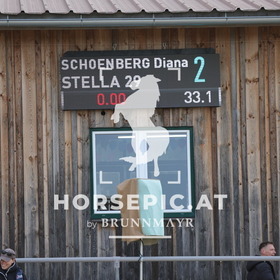 SCHOENBERG Diana
STELLA 29 2
0.00 33.1
HORSEPIC.AT
by BRUNNMAYR